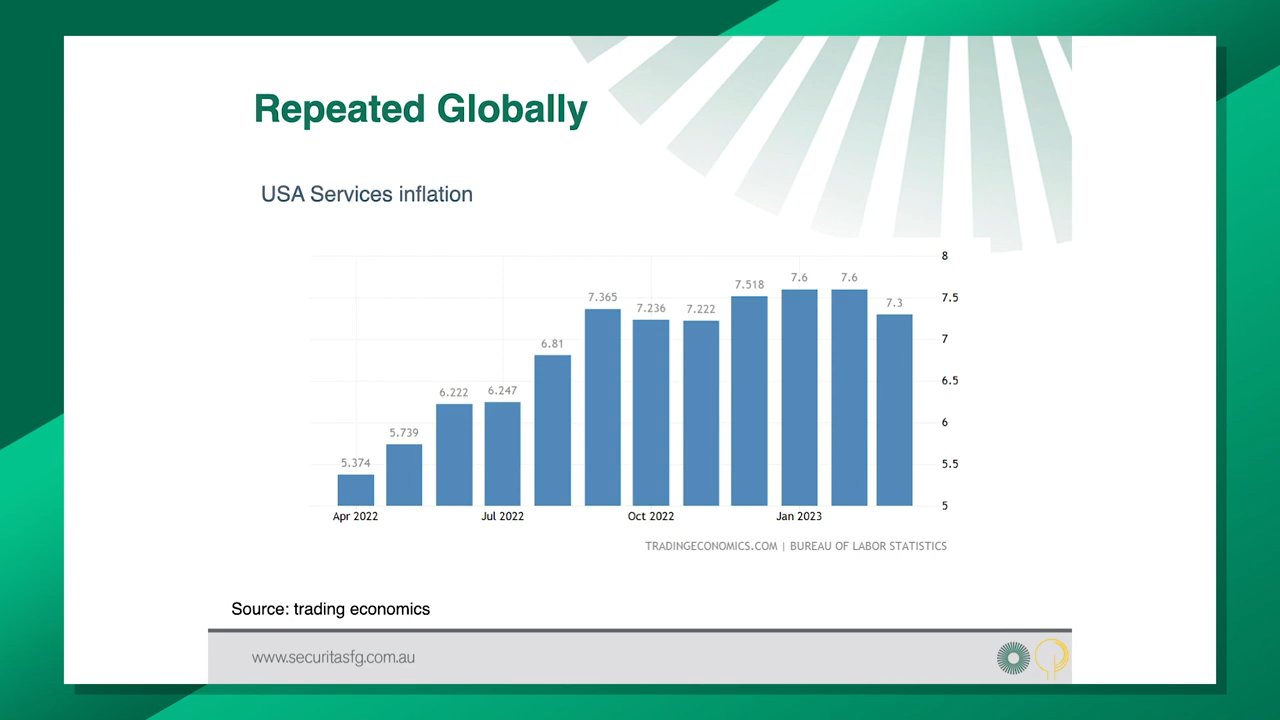 Repeated Globally
USA Services inflation
8
7.5
7
6.5
6
5.5
5
5.374
5.739
6.222
6.247
6.81
7.365
7.236
7.222
7.518
7.6
7.6
7.3
Apr 2022
Jul 2022
Oct 2022
Jan 2023
TRADINGECONOMICS.COM | BUREAU OF LABOR STATISTICS
Source: trading economics
www.securitasfg.com.au